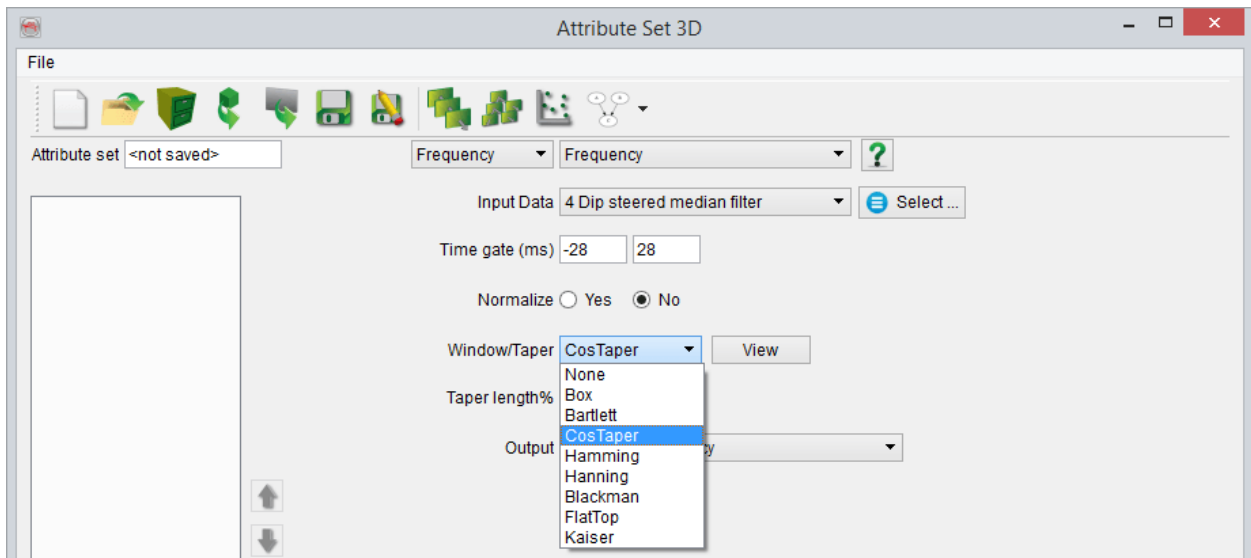 Attribute Set 3D
File
Attribute set <not saved> Frequency Frequency ?
Input Data 4 Dip steered median filter Select ...
Time gate (ms) -28 28
Normalize Yes No
Window/Taper CosTaper View
None
Taper length% Box
Bartlett
CosTaper
Output
Hamming
Hanning
Blackman
FlatTop
Kaiser